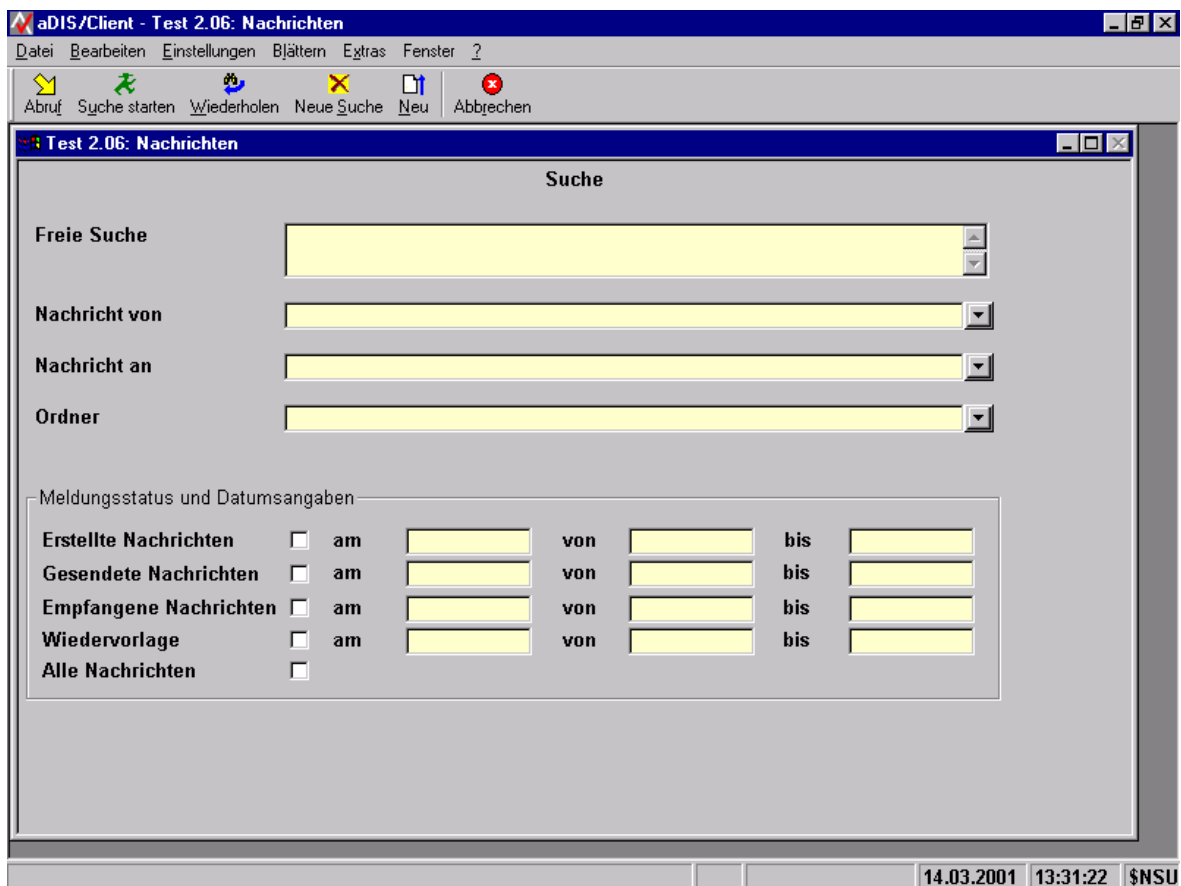 aDIS/Client - Test 2.06: Nachrichten
Datei Bearbeiten Einstellungen Blättern Extras Fenster ?
Abruf Suche starten Wiederholen Neue Suche Neu Abbrechen
Test 2.06: Nachrichten
Suche
Freie Suche
Nachricht von
Nachricht an
Ordner
Meldungsstatus und Datumsangaben
Erstellte Nachrichten am von bis
Gesendete Nachrichten am von bis
Empfangene Nachrichten am von bis
Wiedervorlage am von bis
Alle Nachrichten
14.03.2001 13:31:22 $NSU